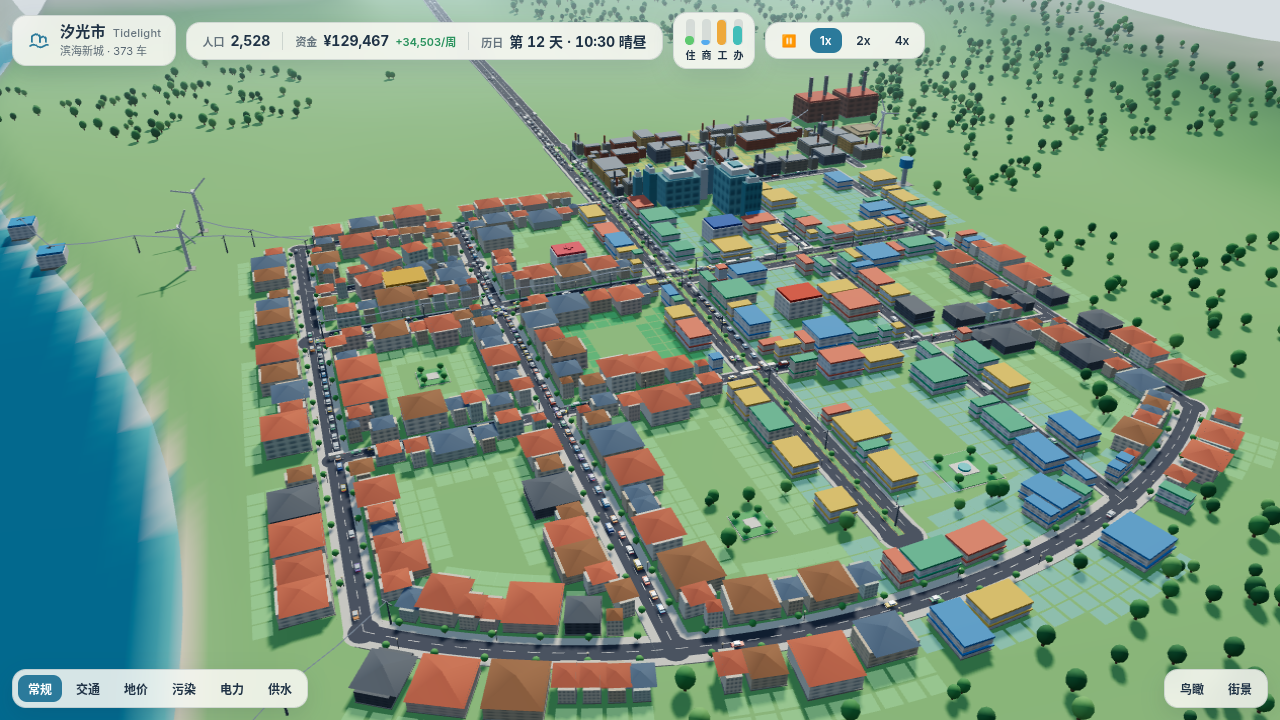 汐光市 Tidelight
滨海新城 · 373 车
人口 2,528 资金 ¥129,467 +34,503/周 历日 第 12 天 · 10:30 晴昼
住 商 工 办
1x 2x 4x
常规 交通 地价 污染 电力 供水
鸟瞰 街景